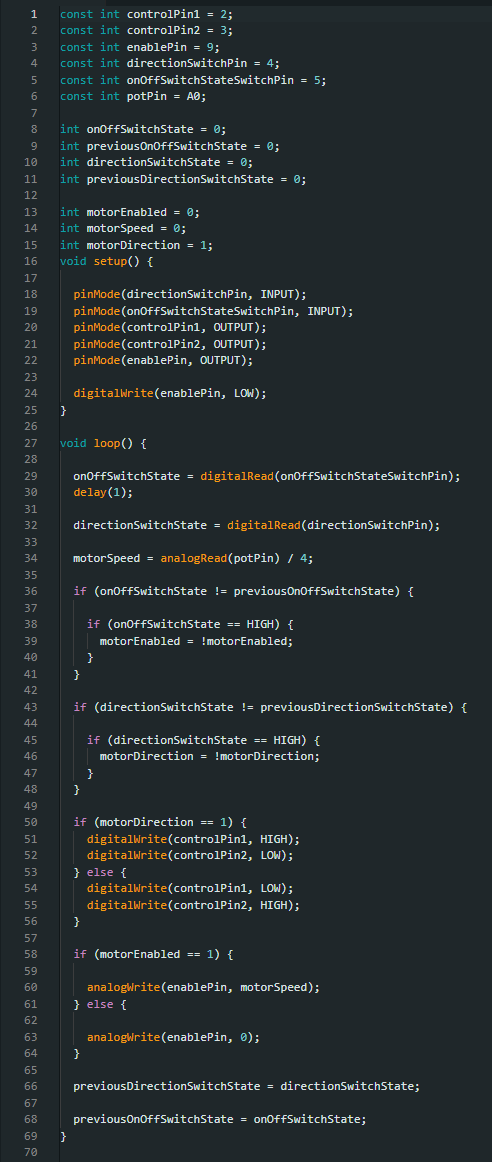 1 const int controlPin1 = 2;
2 const int controlPin2 = 3;
3 const int enablePin = 9;
4 const int directionSwitchPin = 4;
5 const int onOffSwitchStateSwitchPin = 5;
6 const int potPin = A0;
7
8 int onOffSwitchState = 0;
9 int previousOnOffSwitchState = 0;
10 int directionSwitchState = 0;
11 int previousDirectionSwitchState = 0;
12
13 int motorEnabled = 0;
14 int motorSpeed = 0;
15 int motorDirection = 1;
16 void setup() {
17
18   pinMode(directionSwitchPin, INPUT);
19   pinMode(onOffSwitchStateSwitchPin, INPUT);
20   pinMode(controlPin1, OUTPUT);
21   pinMode(controlPin2, OUTPUT);
22   pinMode(enablePin, OUTPUT);
23
24   digitalWrite(enablePin, LOW);
25 }
26
27 void loop() {
28
29   onOffSwitchState = digitalRead(onOffSwitchStateSwitchPin);
30   delay(1);
31
32   directionSwitchState = digitalRead(directionSwitchPin);
33
34   motorSpeed = analogRead(potPin) / 4;
35
36   if (onOffSwitchState != previousOnOffSwitchState) {
37
38     if (onOffSwitchState == HIGH) {
39       motorEnabled = !motorEnabled;
40     }
41   }
42
43   if (directionSwitchState != previousDirectionSwitchState) {
44
45     if (directionSwitchState == HIGH) {
46       motorDirection = !motorDirection;
47     }
48   }
49
50   if (motorDirection == 1) {
51     digitalWrite(controlPin1, HIGH);
52     digitalWrite(controlPin2, LOW);
53   } else {
54     digitalWrite(controlPin1, LOW);
55     digitalWrite(controlPin2, HIGH);
56   }
57
58   if (motorEnabled == 1) {
59
60     analogWrite(enablePin, motorSpeed);
61   } else {
62
63     analogWrite(enablePin, 0);
64   }
65
66   previousDirectionSwitchState = directionSwitchState;
67
68   previousOnOffSwitchState = onOffSwitchState;
69 }
70